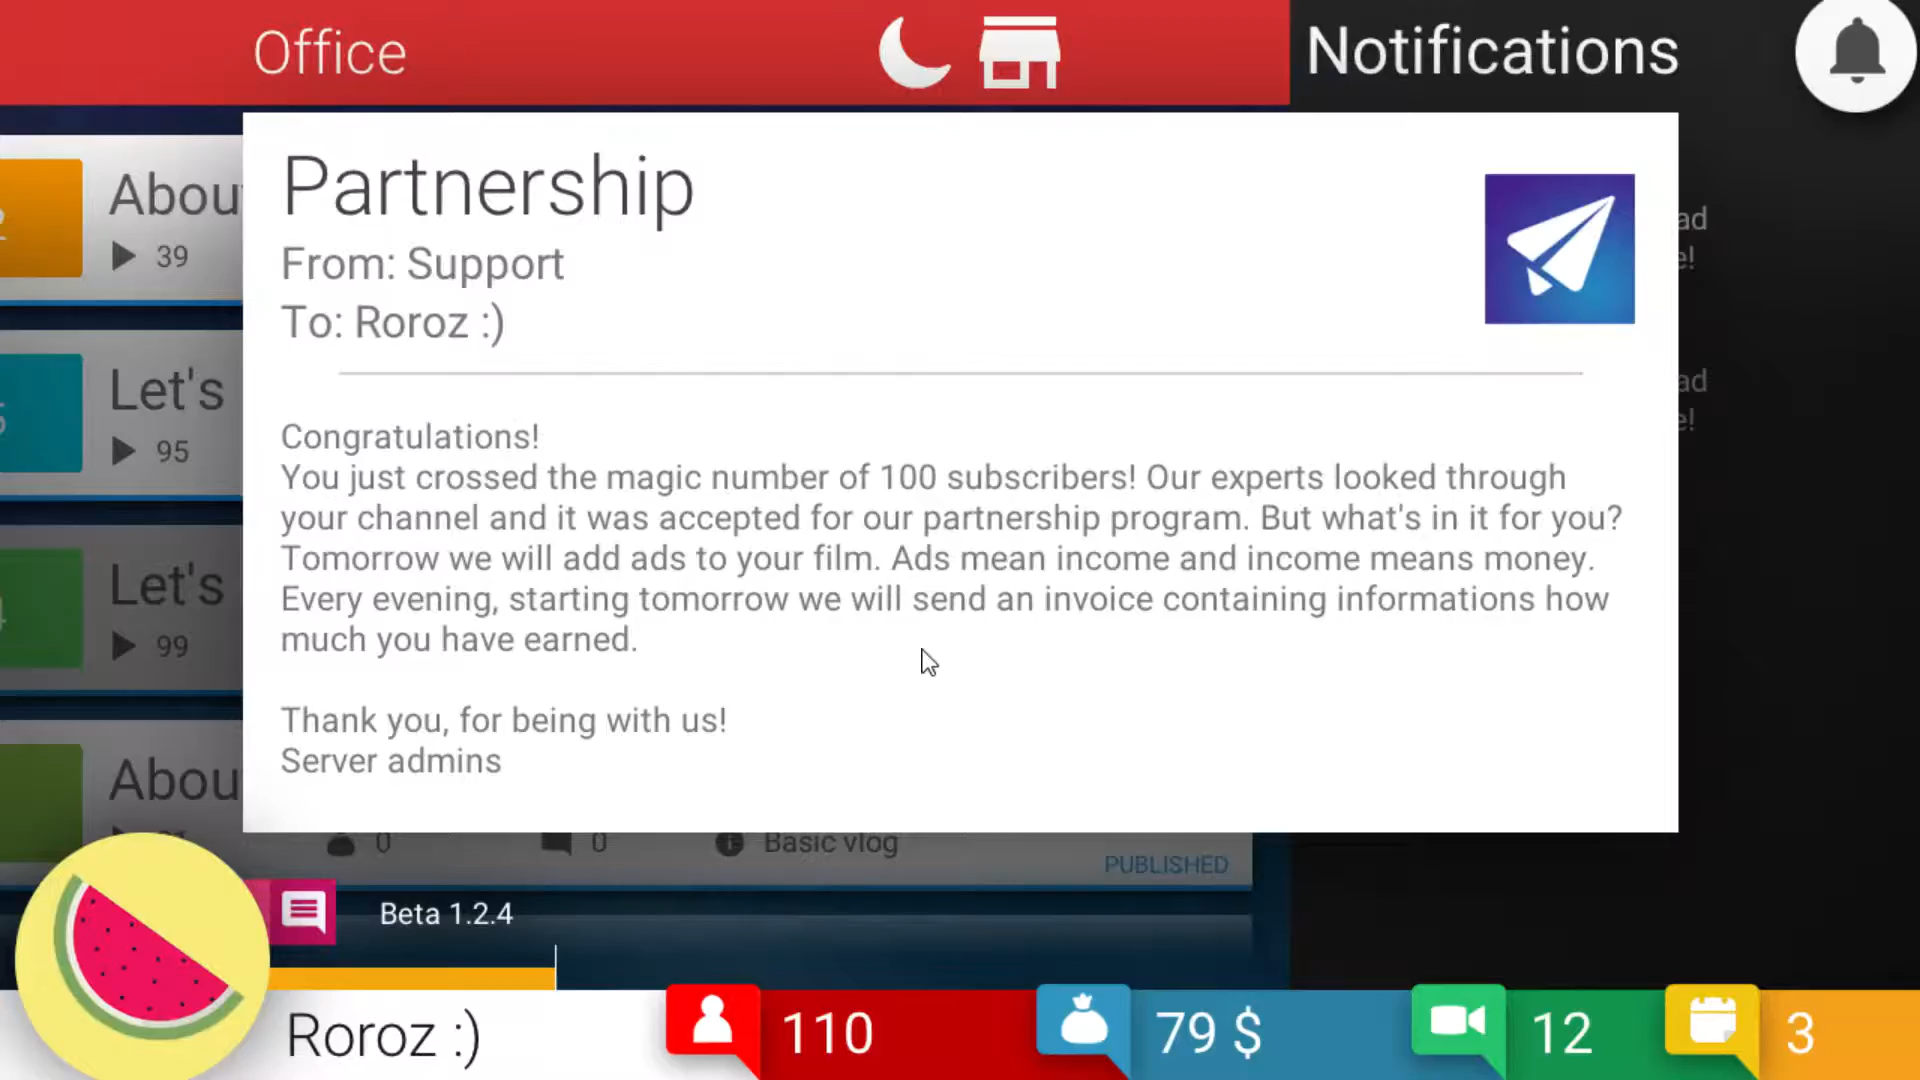 Office
Notifications
Partnership
From: Support
To: Roroz :)
Congratulations!
You just crossed the magic number of 100 subscribers! Our experts looked through
your channel and it was accepted for our partnership program. But what's in it for you?
Tomorrow we will add ads to your film. Ads mean income and income means money.
Every evening, starting tomorrow we will send an invoice containing informations how
much you have earned.
Thank you, for being with us!
Server admins
Abou
39
Let's
95
Let's
99
Abou
ad
e!
ad
e!
0
0
Basic vlog
PUBLISHED
Beta 1.2.4
Roroz :)
110
79 $
12
3